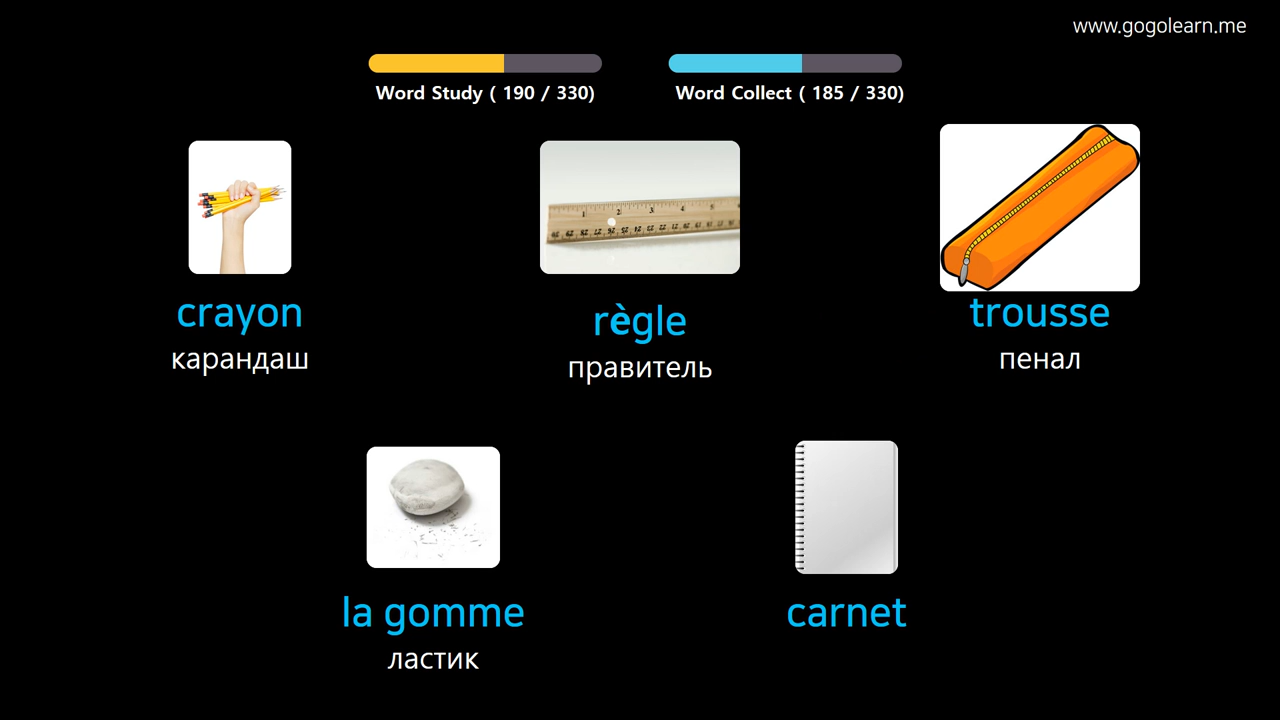 www.gogolearn.me
Word Study ( 190 / 330)
Word Collect ( 185 / 330)
crayon
карандаш
règle
правитель
trousse
пенал
la gomme
ластик
carnet